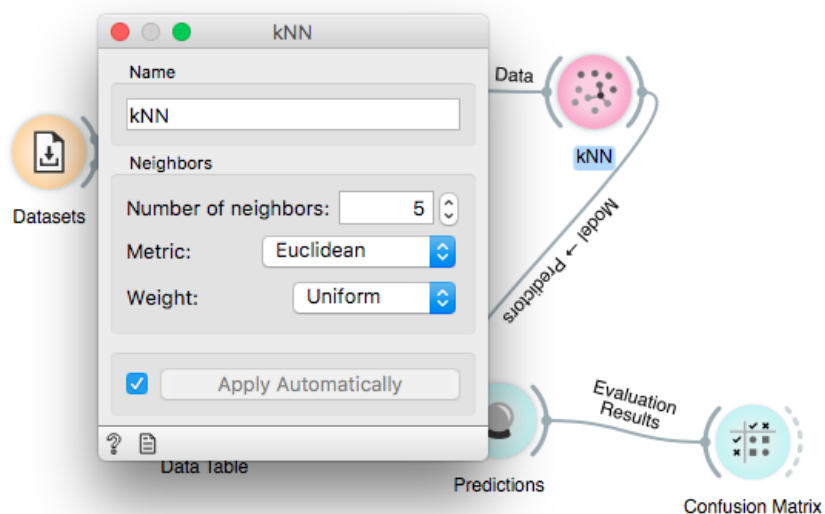 kNN
Name
kNN
Neighbors
Number of neighbors: 5
Metric: Euclidean
Weight: Uniform
Apply Automatically
?
Datasets
Data
kNN
Model → Predictors
Data Table
Predictions
Evaluation
Results
Confusion Matrix